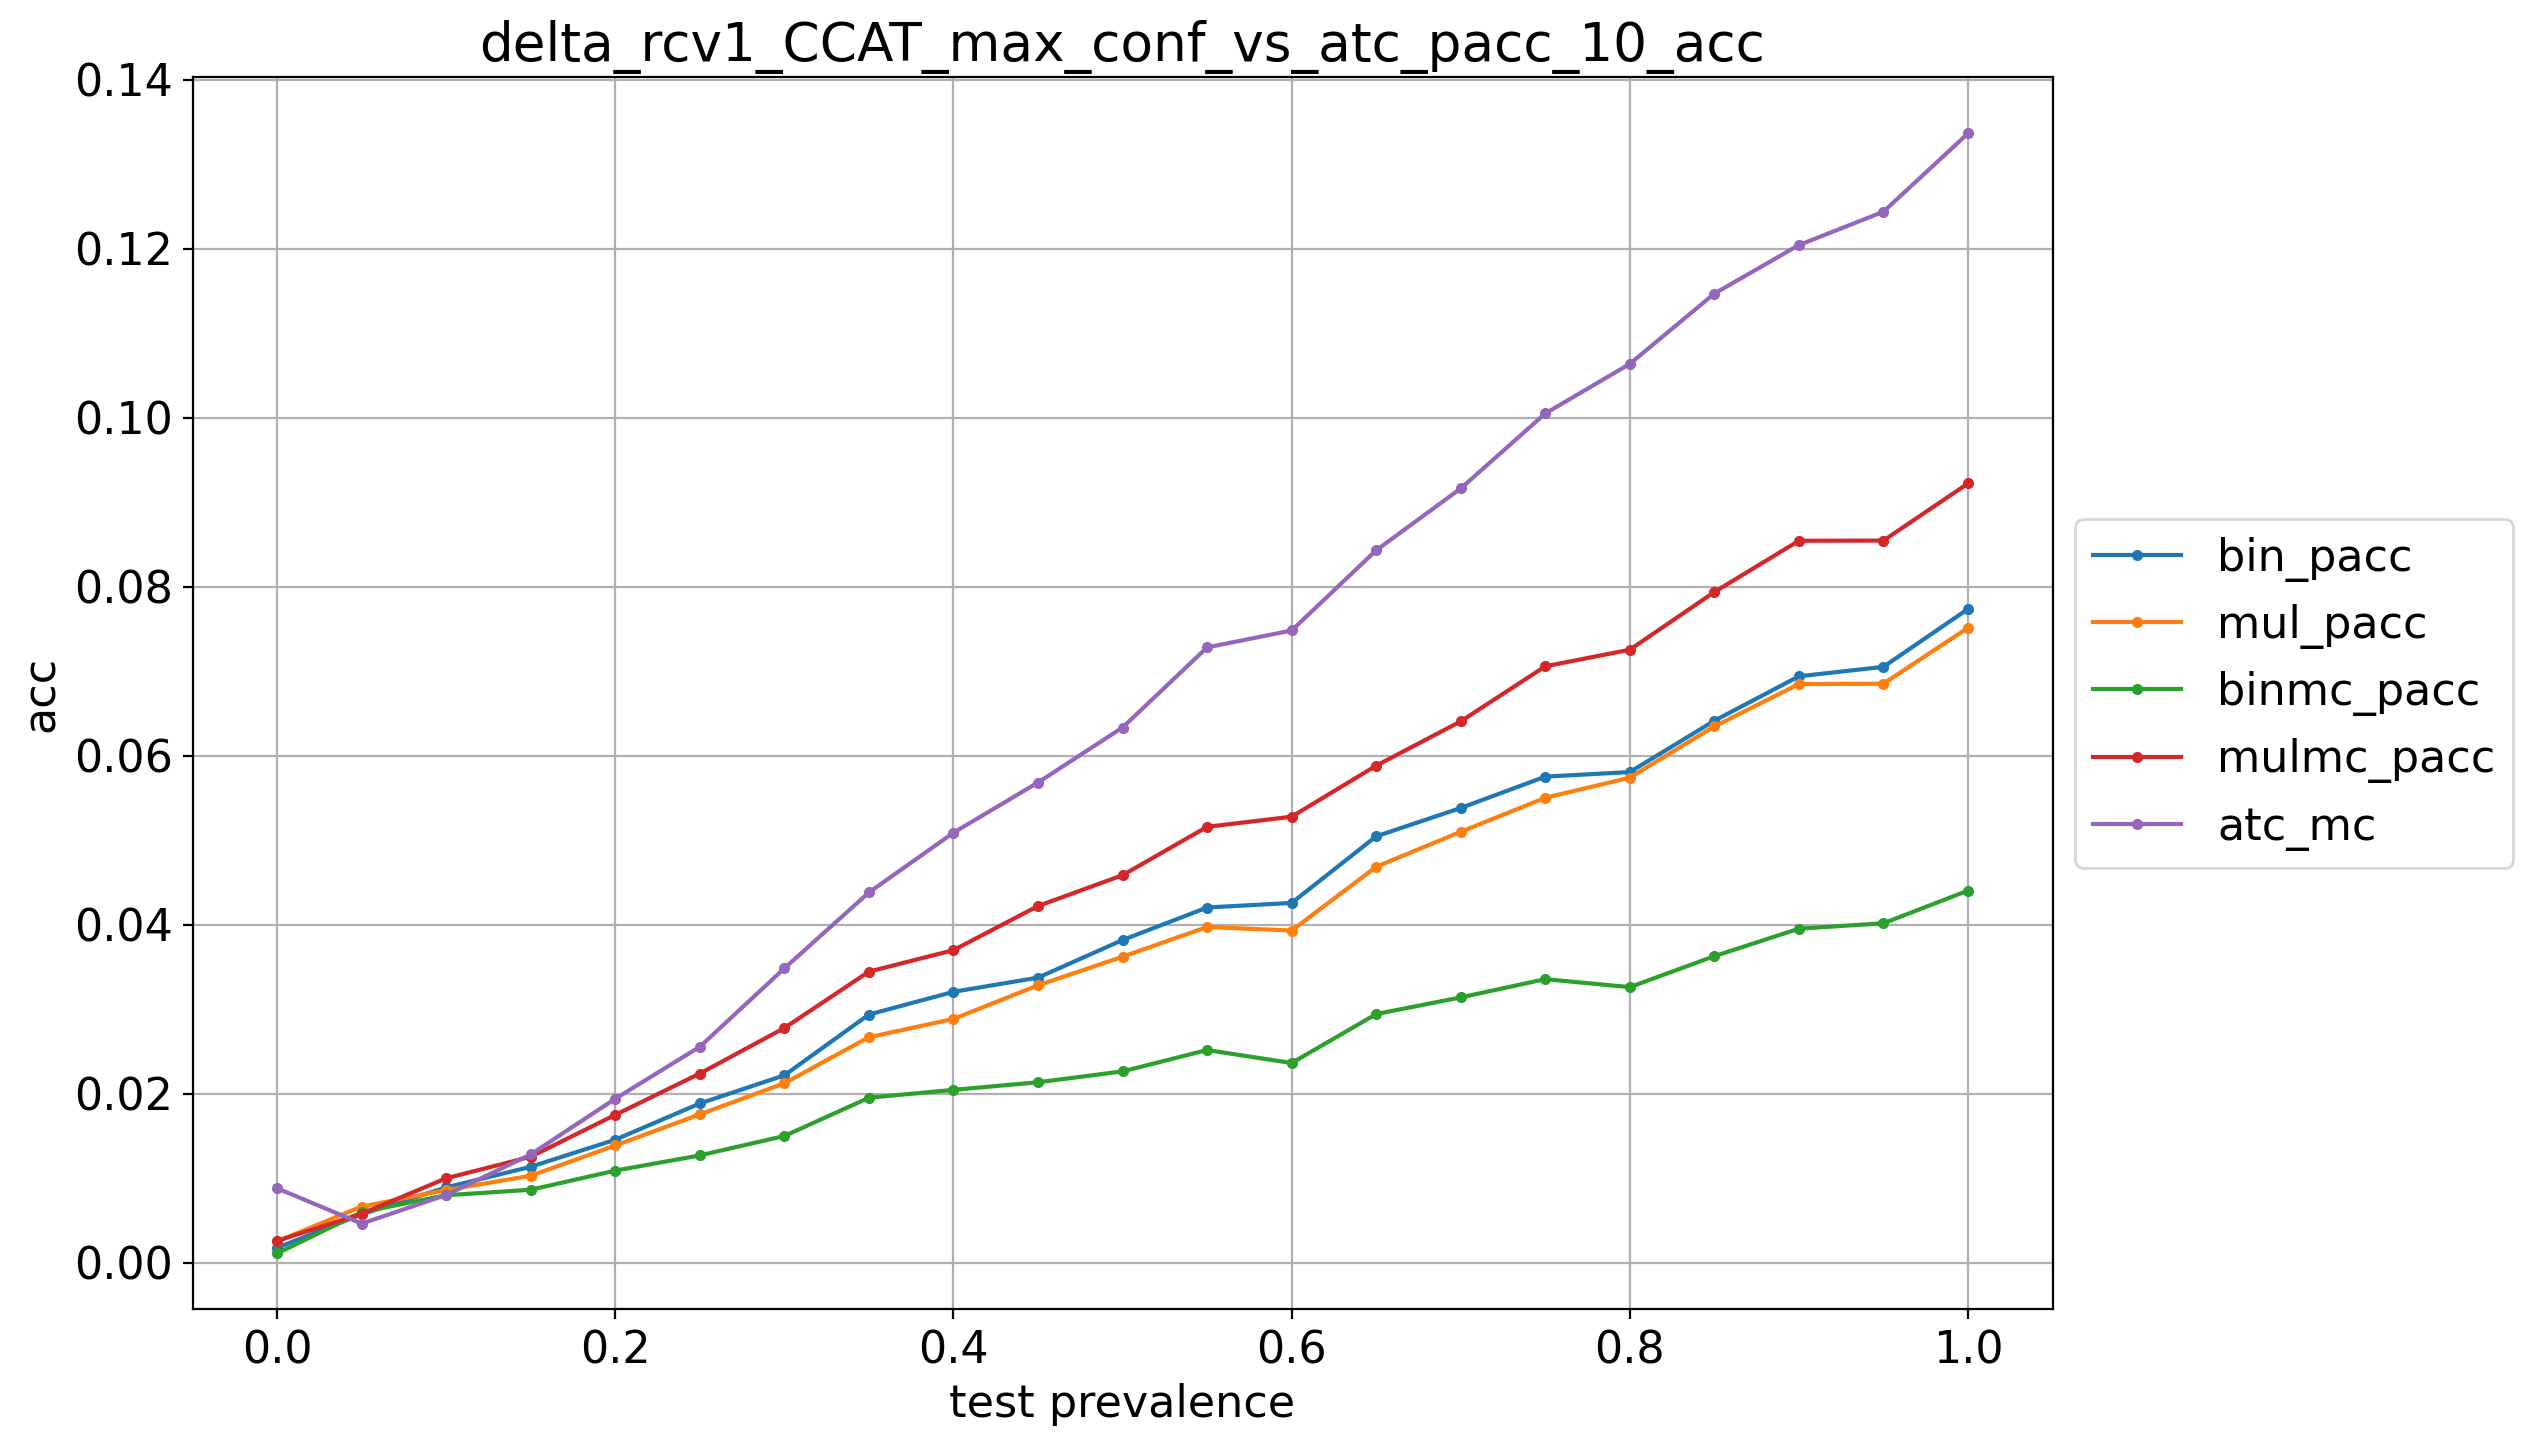 delta_rcv1_CCAT_max_conf_vs_atc_pacc_10_acc
0.14
0.12
0.10
0.08
0.06
0.04
0.02
0.00
acc
0.0 0.2 0.4 0.6 0.8 1.0
test prevalence
bin_pacc
mul_pacc
binmc_pacc
mulmc_pacc
atc_mc